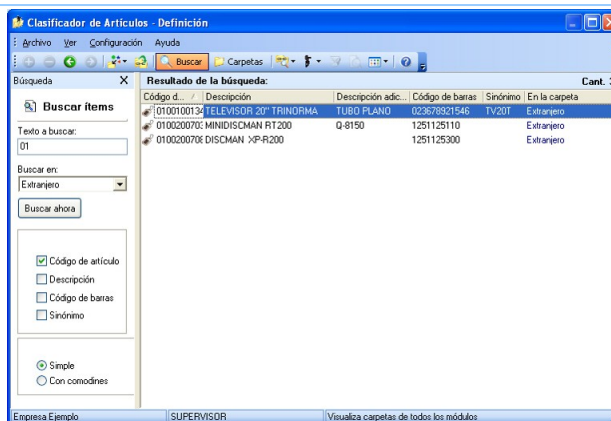 Clasificador de Artículos - Definición
Archivo Ver Configuración Ayuda
Buscar Carpetas
Búsqueda X
Buscar ítems
Texto a buscar:
01
Buscar en:
Extranjero
Buscar ahora
Código de artículo
Descripción
Código de barras
Sinónimo
Simple
Con comodines
Resultado de la búsqueda: Cant.
Código d... / Descripción Descripción adic... Código de barras Sinónimo En la carpeta
0100100134 TELEVISOR 20" TRINORMA TUBO PLANO 023678921546 TV20T Extranjero
MINIDISCMAN RT200 Q-8150 1251125110 Extranjero
DISCMAN XP-R200 1251125300 Extranjero
Empresa Ejemplo SUPERVISOR Visualiza carpetas de todos los módulos